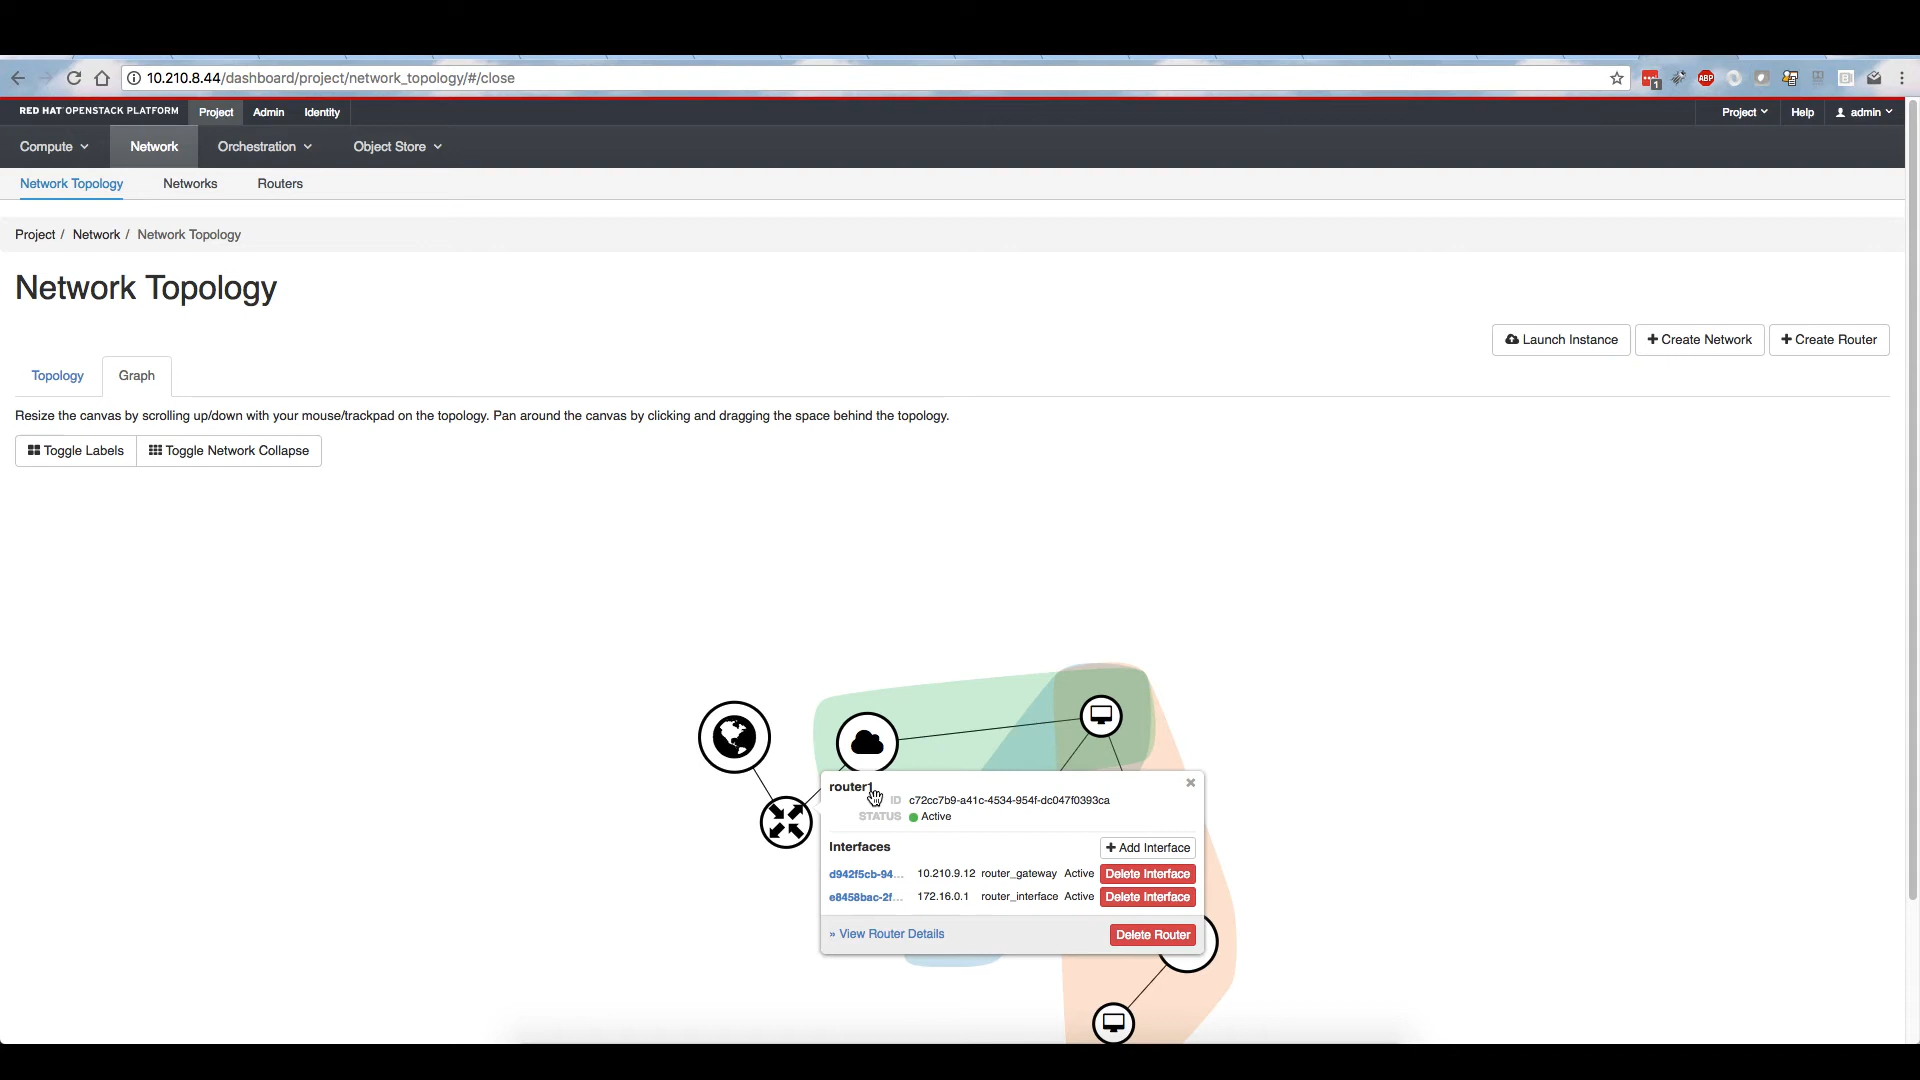 10.210.8.44/dashboard/project/network_topology/#/close
1
ABP
RED HAT OPENSTACK PLATFORM Project Admin Identity Project Help admin
Compute Network Orchestration Object Store
Network Topology Networks Routers
Project / Network / Network Topology
Network Topology
Launch Instance + Create Network + Create Router
Topology Graph
Resize the canvas by scrolling up/down with your mouse/trackpad on the topology. Pan around the canvas by clicking and dragging the space behind the topology.
Toggle Labels Toggle Network Collapse
router1
ID c72cc7b9-a41c-4534-954f-dc047f0393ca
STATUS Active
Interfaces + Add Interface
d942f5cb-94... 10.210.9.12 router_gateway Active Delete Interface
e8458bac-2f... 172.16.0.1 router_interface Active Delete Interface
» View Router Details Delete Router